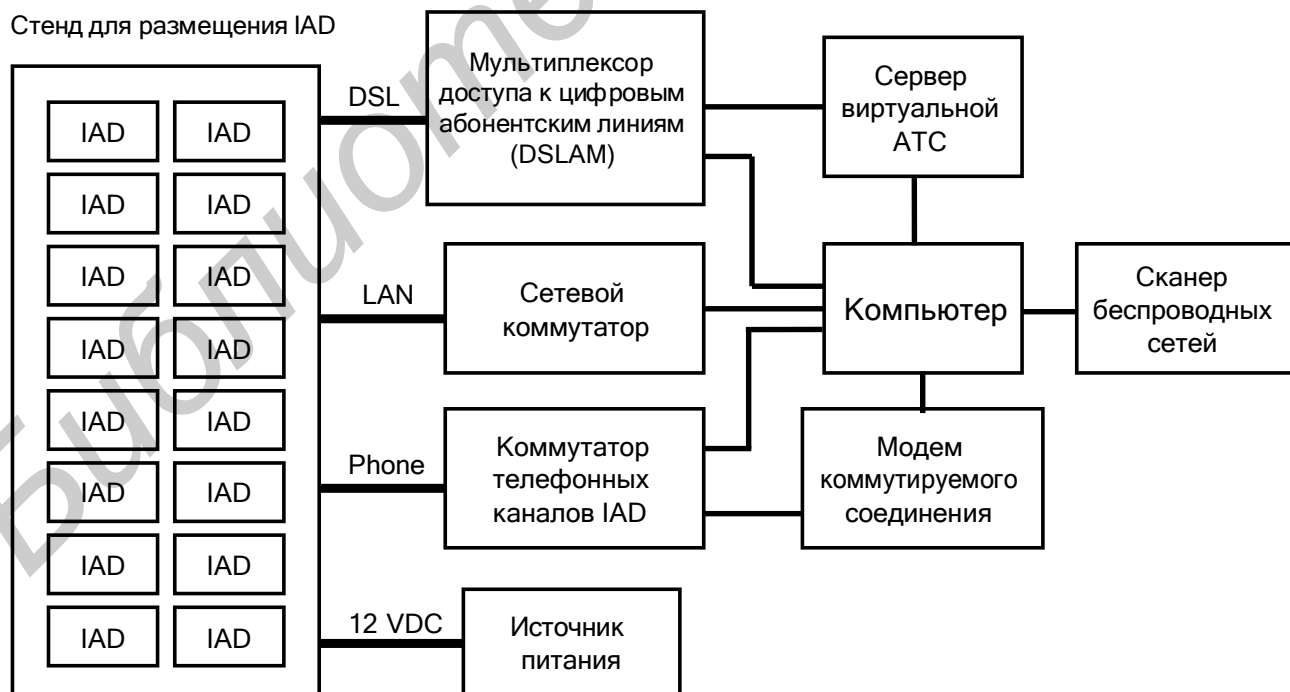 Стенд для размещения IAD
IAD IAD
IAD IAD
IAD IAD
IAD IAD
IAD IAD
IAD IAD
IAD IAD
IAD IAD
DSL
Мультиплексор
доступа к цифровым
абонентским линиям
(DSLAM)
Сервер
виртуальной
АТС
LAN
Сетевой
коммутатор
Компьютер
Сканер
беспроводных
сетей
Phone
Коммутатор
телефонных
каналов IAD
Модем
коммутируемого
соединения
12 VDC
Источник
питания